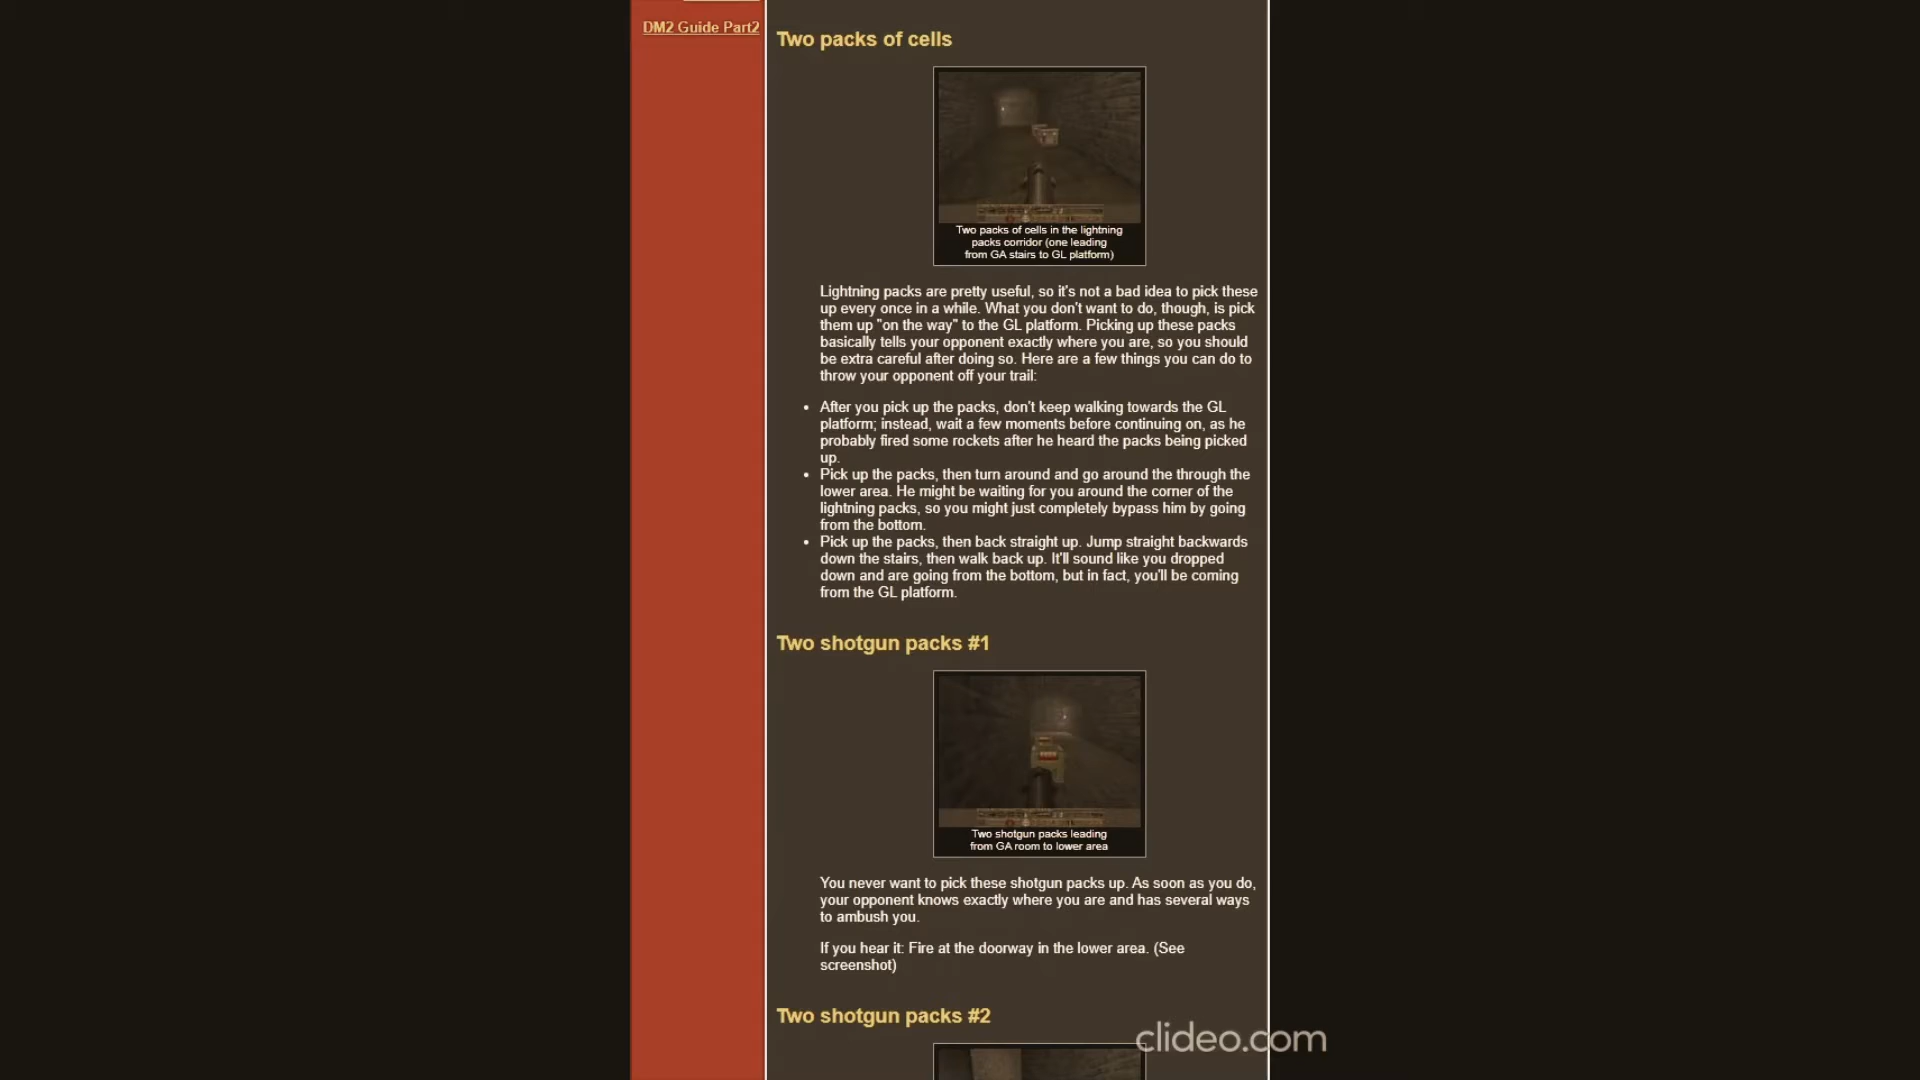 DM2 Guide Part2
Two packs of cells
Two packs of cells in the lightning
packs corridor (one leading
from GA stairs to GL platform)
Lightning packs are pretty useful, so it's not a bad idea to pick these
up every once in a while. What you don't want to do, though, is pick
them up "on the way" to the GL platform. Picking up these packs
basically tells your opponent exactly where you are, so you should
be extra careful after doing so. Here are a few things you can do to
throw your opponent off your trail:
• After you pick up the packs, don't keep walking towards the GL
platform; instead, wait a few moments before continuing on, as he
probably fired some rockets after he heard the packs being picked
up.
• Pick up the packs, then turn around and go around the through the
lower area. He might be waiting for you around the corner of the
lightning packs, so you might just completely bypass him by going
from the bottom.
• Pick up the packs, then back straight up. Jump straight backwards
down the stairs, then walk back up. It'll sound like you dropped
down and are going from the bottom, but in fact, you'll be coming
from the GL platform.
Two shotgun packs #1
Two shotgun packs leading
from GA room to lower area
You never want to pick these shotgun packs up. As soon as you do,
your opponent knows exactly where you are and has several ways
to ambush you.
If you hear it: Fire at the doorway in the lower area. (See
screenshot)
Two shotgun packs #2
clideo.com